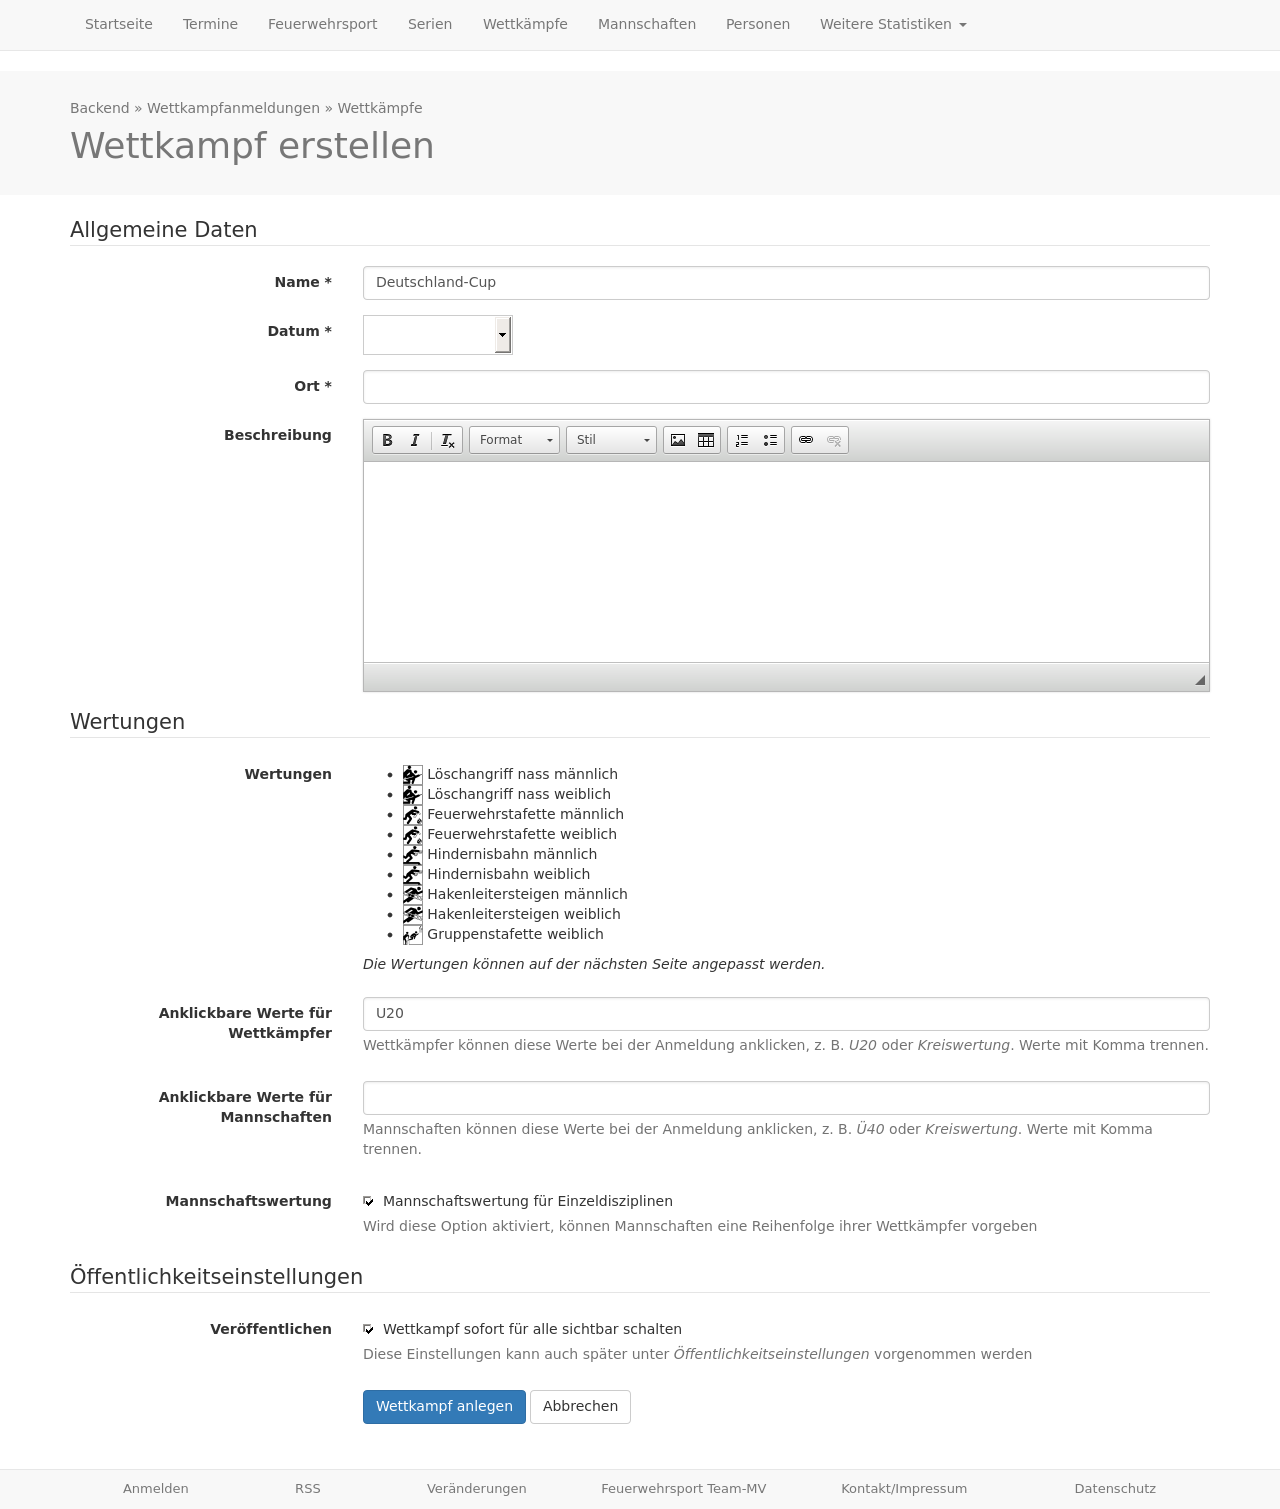 Startseite Termine Feuerwehrsport Serien Wettkämpfe Mannschaften Personen Weitere Statistiken
Backend » Wettkampfanmeldungen » Wettkämpfe
Wettkampf erstellen
Allgemeine Daten
Name * Deutschland-Cup
Datum *
Ort *
Beschreibung B I Tx Format Stil
Wertungen
Wertungen
• Löschangriff nass männlich
• Löschangriff nass weiblich
• Feuerwehrstafette männlich
• Feuerwehrstafette weiblich
• Hindernisbahn männlich
• Hindernisbahn weiblich
• Hakenleitersteigen männlich
• Hakenleitersteigen weiblich
• Gruppenstafette weiblich
Die Wertungen können auf der nächsten Seite angepasst werden.
Anklickbare Werte für
Wettkämpfer
U20
Wettkämpfer können diese Werte bei der Anmeldung anklicken, z. B. U20 oder Kreiswertung. Werte mit Komma trennen.
Anklickbare Werte für
Mannschaften
Mannschaften können diese Werte bei der Anmeldung anklicken, z. B. Ü40 oder Kreiswertung. Werte mit Komma
trennen.
Mannschaftswertung Mannschaftswertung für Einzeldisziplinen
Wird diese Option aktiviert, können Mannschaften eine Reihenfolge ihrer Wettkämpfer vorgeben
Öffentlichkeitseinstellungen
Veröffentlichen Wettkampf sofort für alle sichtbar schalten
Diese Einstellungen kann auch später unter Öffentlichkeitseinstellungen vorgenommen werden
Wettkampf anlegen Abbrechen
Anmelden RSS Veränderungen Feuerwehrsport Team-MV Kontakt/Impressum Datenschutz